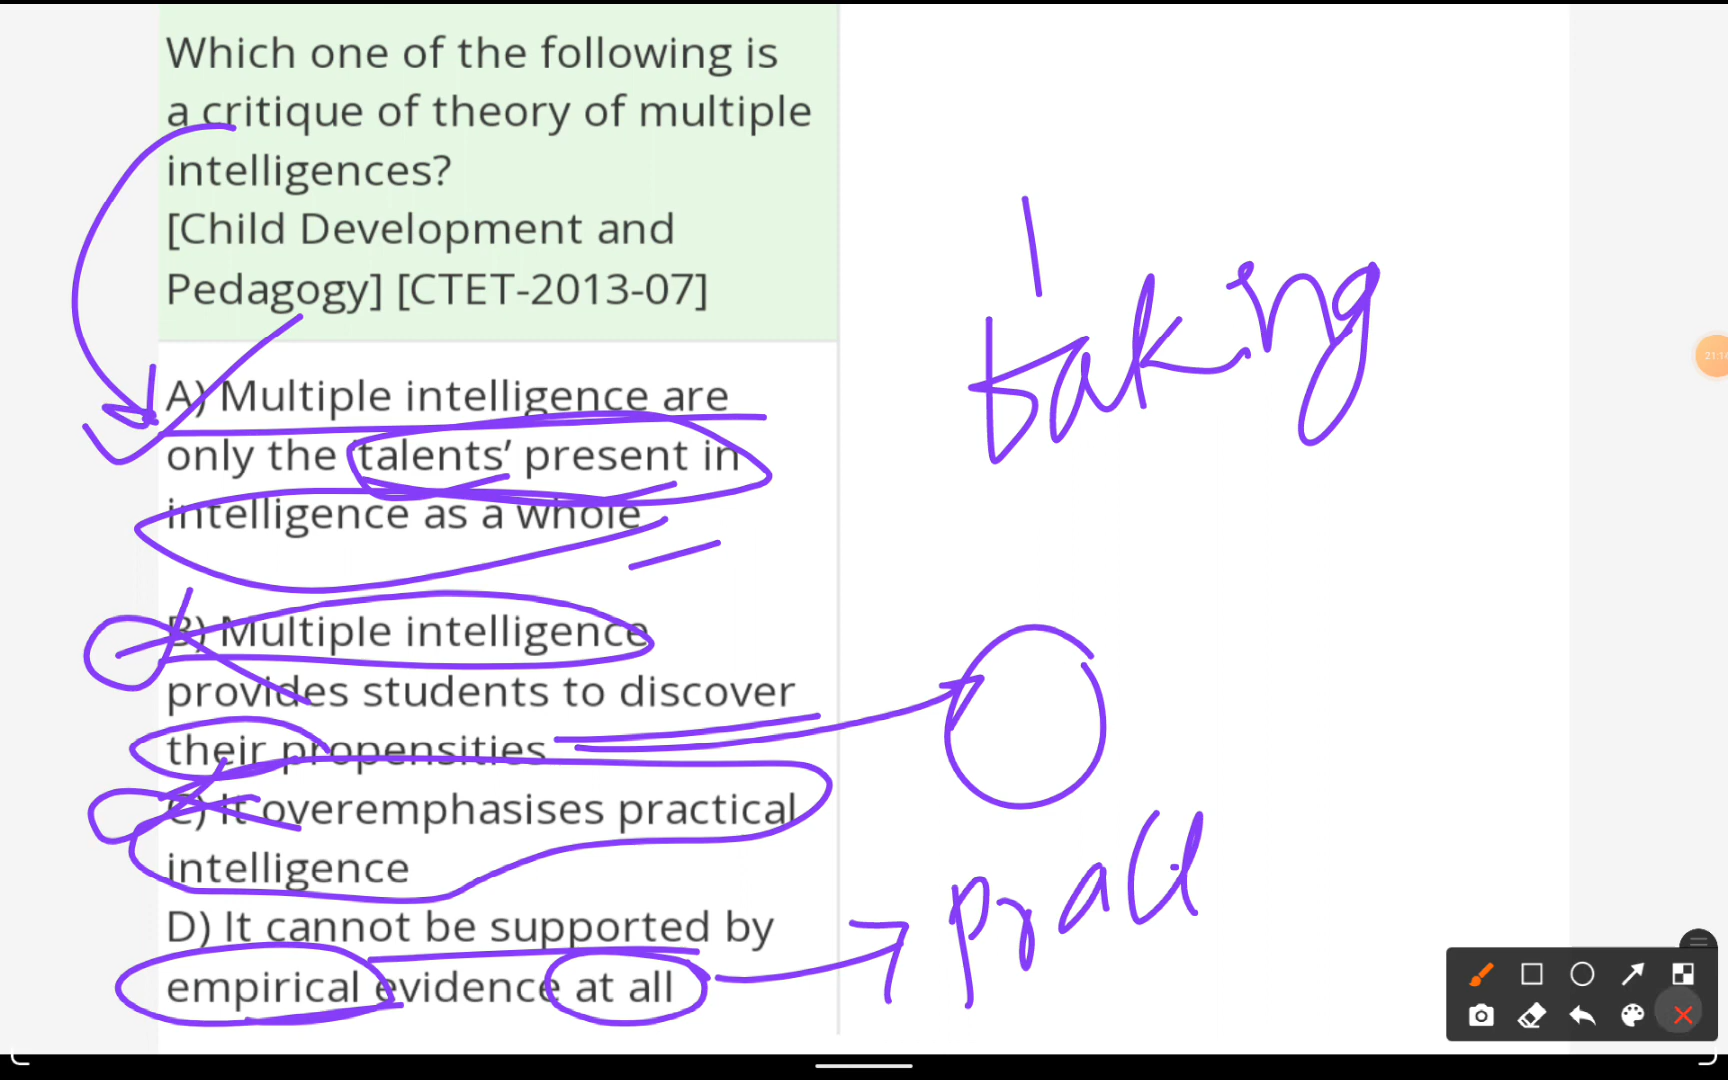 Which one of the following is
a critique of theory of multiple
intelligences?
[Child Development and
Pedagogy] [CTET-2013-07]
A) Multiple intelligence are
only the 'talents' present in
intelligence as a whole
B) Multiple intelligence
provides students to discover
their propensities
C) It overemphasises practical
intelligence
D) It cannot be supported by
empirical evidence at all
taking